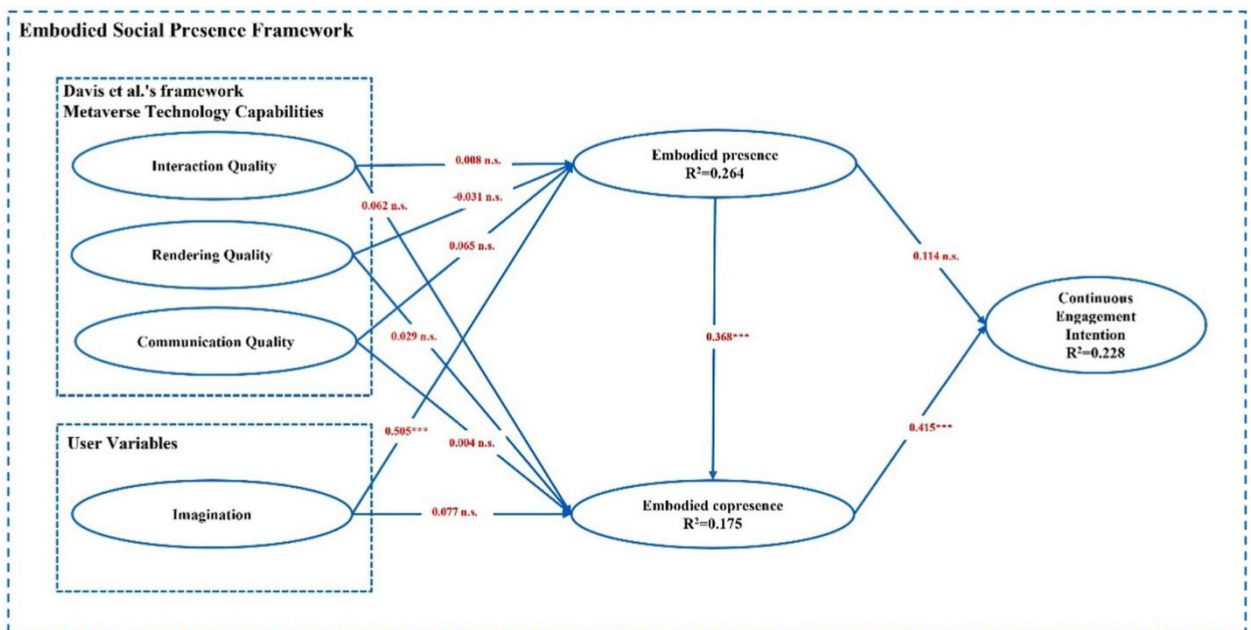 Embodied Social Presence Framework
Davis et al.'s framework
Metaverse Technology Capabilities
Interaction Quality
Rendering Quality
Communication Quality
User Variables
Imagination
0.008 n.s.
-0.031 n.s.
0.062 n.s.
0.065 n.s.
0.029 n.s.
0.505***
0.004 n.s.
0.077 n.s.
Embodied presence
R²=0.264
0.368***
Embodied copresence
R²=0.175
0.114 n.s.
0.415***
Continuous
Engagement
Intention
R²=0.228